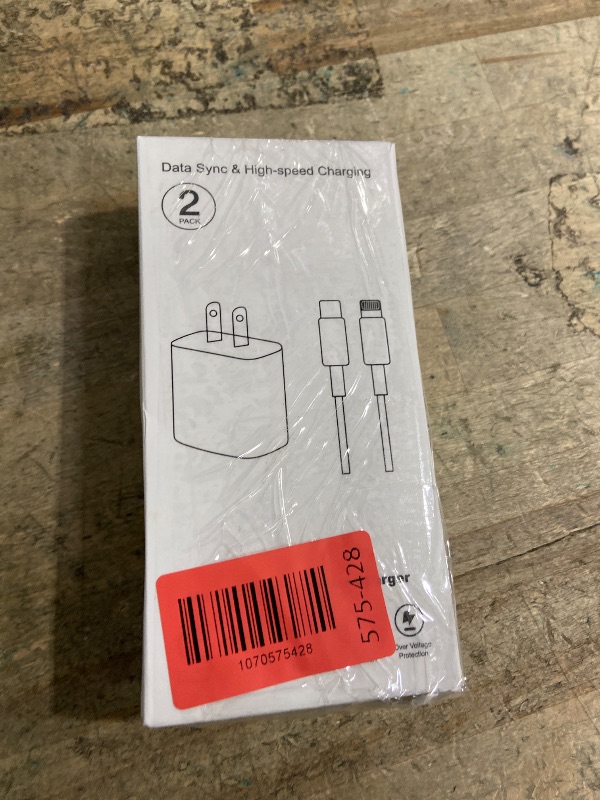 Data Sync & High-speed Charging
2
PACK
575-428
1070575428
Over Voltage
Protection